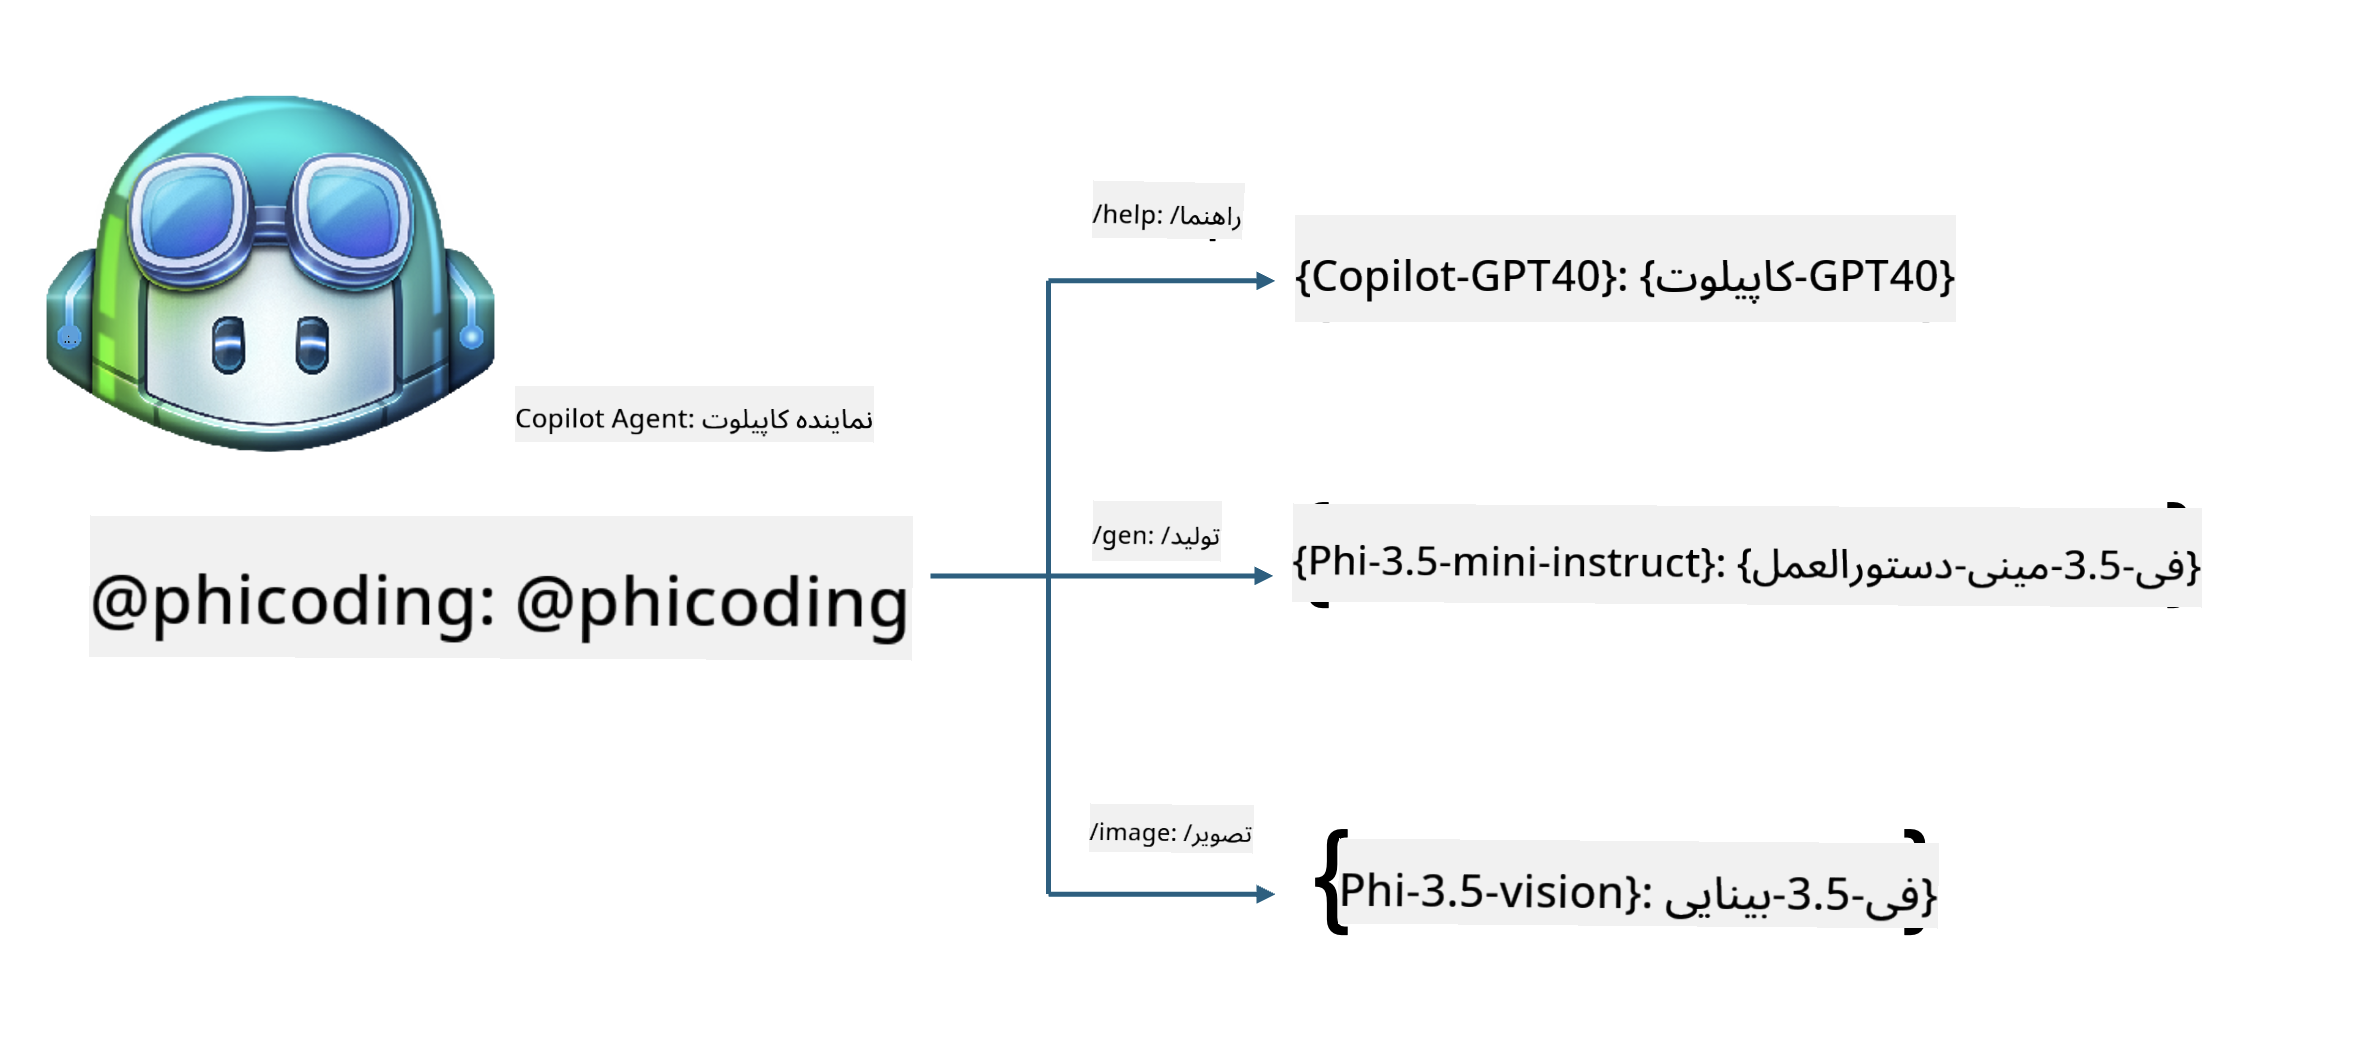 /help: /راهنما
{Copilot-GPT40}: {کاپیلوت-GPT40}
Copilot Agent: نماینده کاپیلوت
/gen: /تولید
{Phi-3.5-mini-instruct}: {فی-3.5-مینی-دستورالعمل}
@phicoding: @phicoding
/image: /تصویر
{Phi-3.5-vision}: فی-3.5-بینایی}